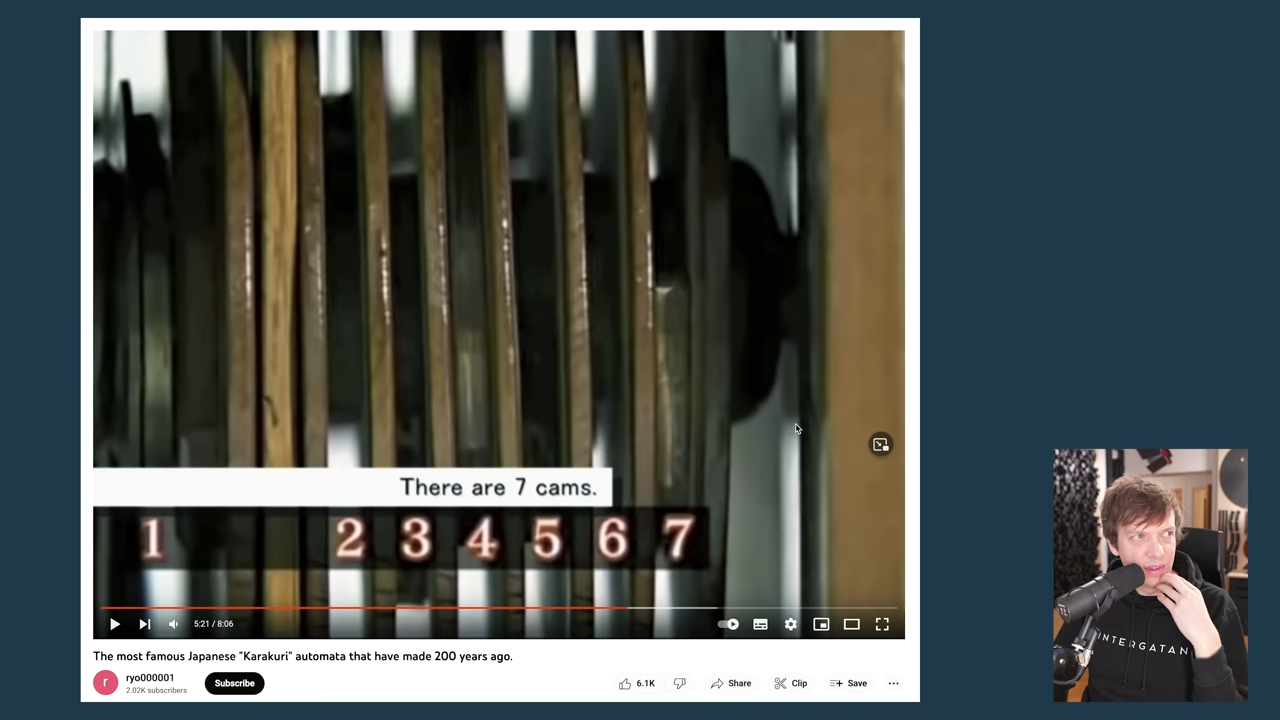 There are 7 cams.
1 2 3 4 5 6 7
5:21 / 8:06
The most famous Japanese "Karakuri" automata that have made 200 years ago.
r
ryo000001
2.02K subscribers
Subscribe
6.1K
Share
Clip
Save
INTERGATAN